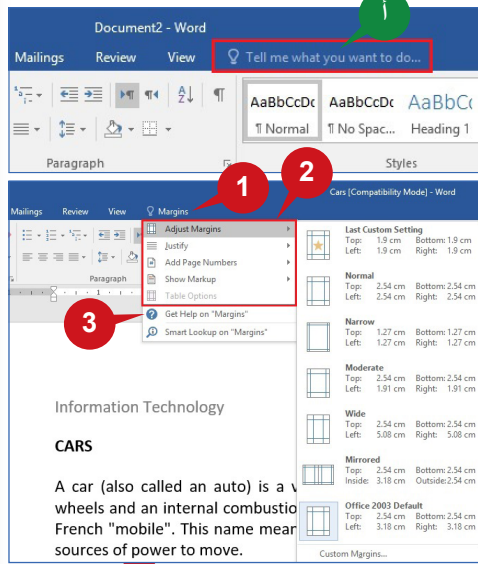 أ
Document2 - Word
Mailings Review View Tell me what you want to do...
AaBbCcDc AaBbCcDc AaBbCc
¶ Normal ¶ No Spac... Heading 1
Paragraph Styles
1
2
Cars [Compatibility Mode] - Word
Mailings Review View Margins
Adjust Margins
Justify
Add Page Numbers
Show Markup
Table Options
Get Help on "Margins"
Smart Lookup on "Margins"
Paragraph
3
Last Custom Setting
Top: 1.9 cm Bottom: 1.9 cm
Left: 1.9 cm Right: 1.9 cm
Normal
Top: 2.54 cm Bottom: 2.54 cm
Left: 2.54 cm Right: 2.54 cm
Narrow
Top: 1.27 cm Bottom: 1.27 cm
Left: 1.27 cm Right: 1.27 cm
Moderate
Top: 2.54 cm Bottom: 2.54 cm
Left: 1.91 cm Right: 1.91 cm
Wide
Top: 2.54 cm Bottom: 2.54 cm
Left: 5.08 cm Right: 5.08 cm
Mirrored
Top: 2.54 cm Bottom: 2.54 cm
Inside: 3.18 cm Outside: 2.54 cm
Office 2003 Default
Top: 2.54 cm Bottom: 2.54 cm
Left: 3.18 cm Right: 3.18 cm
Custom Margins...
Information Technology
CARS
A car (also called an auto) is a v
wheels and an internal combustio
French "mobile". This name mean
sources of power to move.